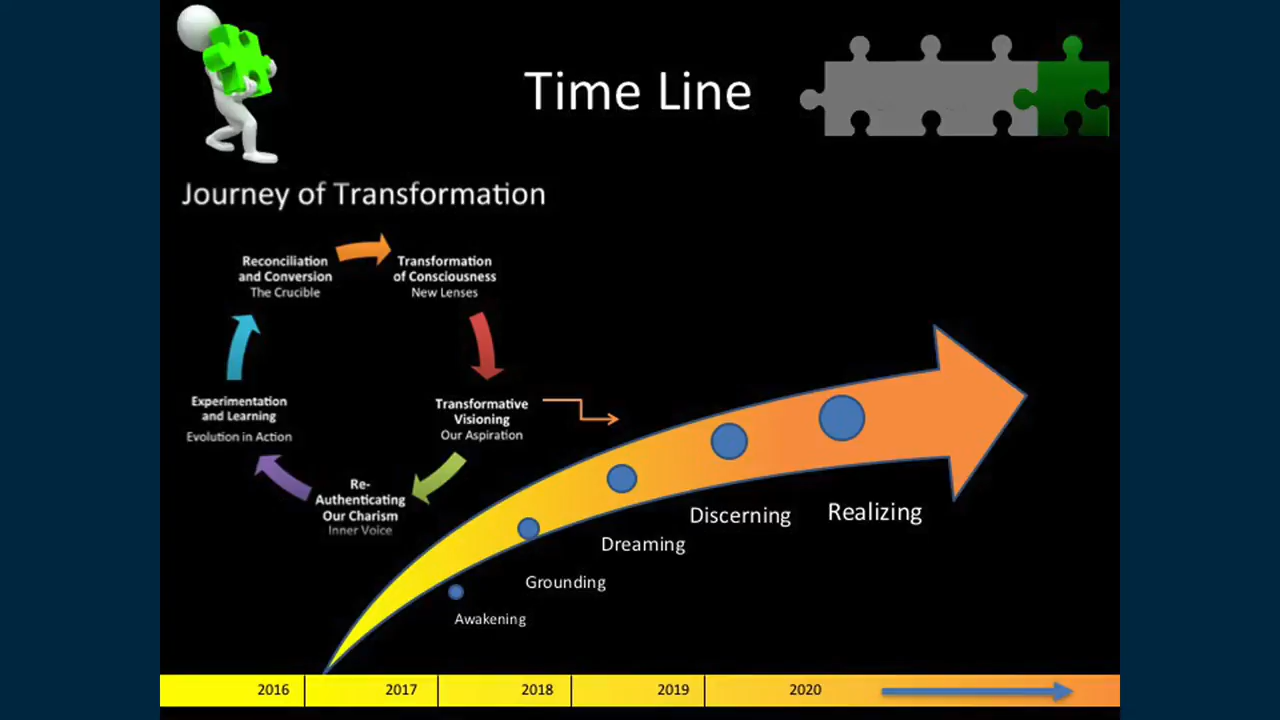 Time Line
Journey of Transformation
Reconciliation
and Conversion
The Crucible
Transformation
of Consciousness
New Lenses
Experimentation
and Learning
Evolution in Action
Transformative
Visioning
Our Aspiration
Re-
Authenticating
Our Charism
Inner Voice
Awakening
Grounding
Dreaming
Discerning
Realizing
2016
2017
2018
2019
2020